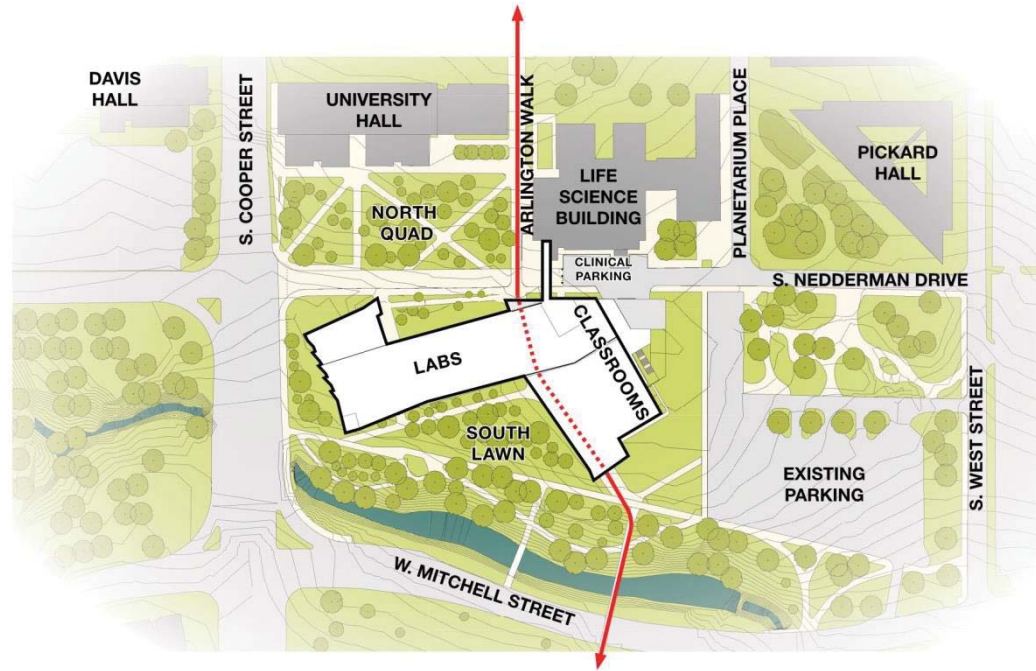 DAVIS
HALL
S. COOPER STREET
UNIVERSITY
HALL
ARLINGTON WALK
LIFE
SCIENCE
BUILDING
PLANETARIUM PLACE
PICKARD
HALL
NORTH
QUAD
CLINICAL
PARKING
S. NEDDERMAN DRIVE
LABS
CLASSROOMS
SOUTH
LAWN
EXISTING
PARKING
S. WEST STREET
W. MITCHELL STREET